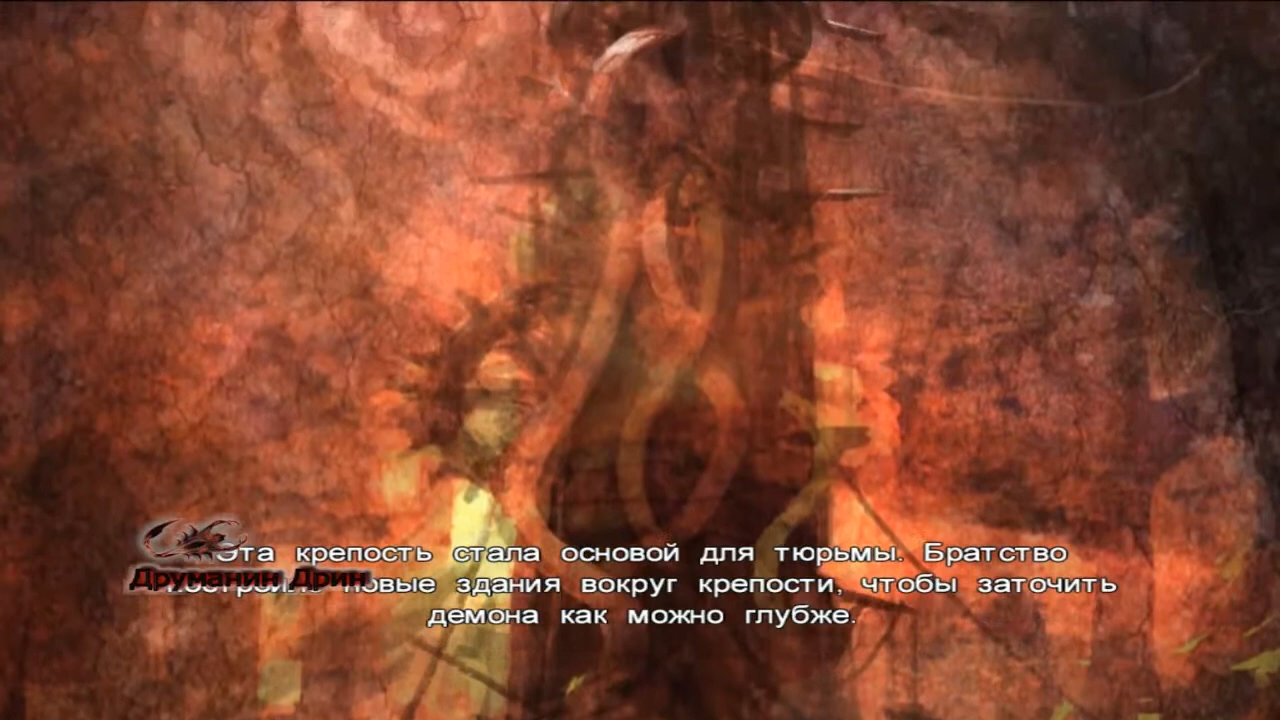 Эта крепость стала основой для тюрьмы. Братство
Друманин Дрин
новые здания вокруг крепости, чтобы заточить
демона как можно глубже.